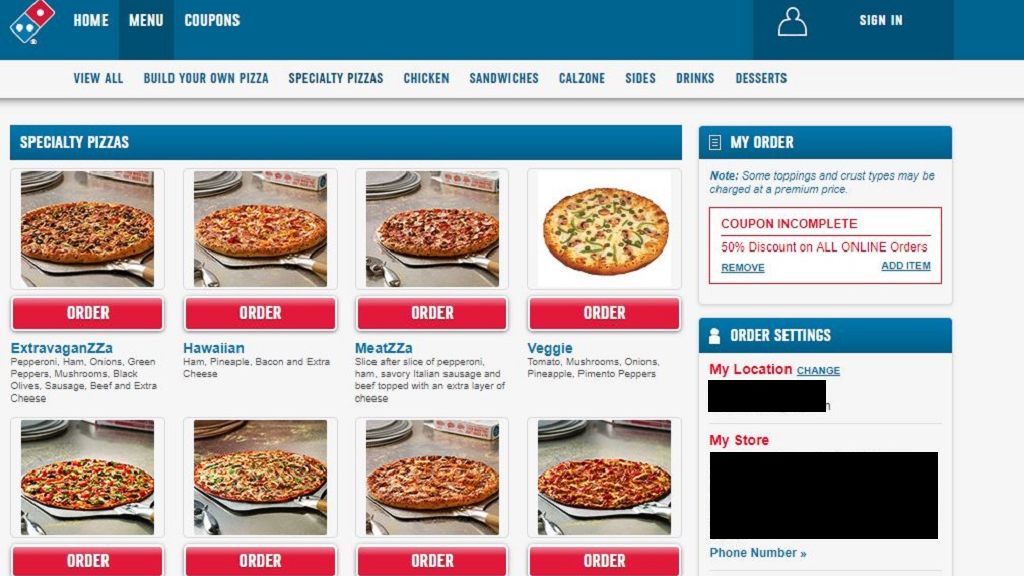 HOME MENU COUPONS SIGN IN
VIEW ALL BUILD YOUR OWN PIZZA SPECIALTY PIZZAS CHICKEN SANDWICHES CALZONE SIDES DRINKS DESSERTS
SPECIALTY PIZZAS
ORDER ORDER ORDER ORDER
ExtravaganZZa
Pepperoni, Ham, Onions, Green
Peppers, Mushrooms, Black
Olives, Sausage, Beef and Extra
Cheese
Hawaiian
Ham, Pineaple, Bacon and Extra
Cheese
MeatZZa
Slice after slice of pepperoni,
ham, savory Italian sausage and
beef topped with an extra layer of
cheese
Veggie
Tomato, Mushrooms, Onions,
Pineapple, Pimento Peppers
ORDER ORDER ORDER ORDER
MY ORDER
Note: Some toppings and crust types may be
charged at a premium price.
COUPON INCOMPLETE
50% Discount on ALL ONLINE Orders
REMOVE ADD ITEM
ORDER SETTINGS
My Location CHANGE
My Store
Phone Number »